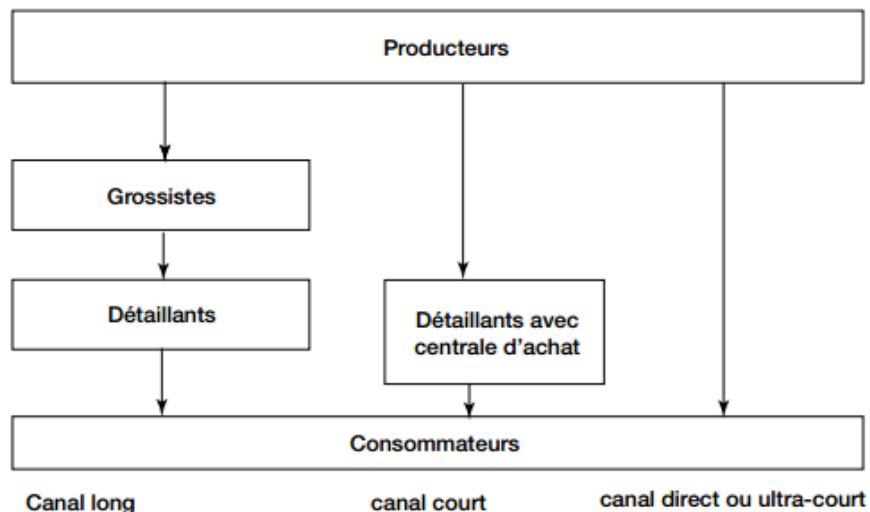 Producteurs
Grossistes
Détaillants
Détaillants avec
centrale d'achat
Consommateurs
Canal long
canal court
canal direct ou ultra-court